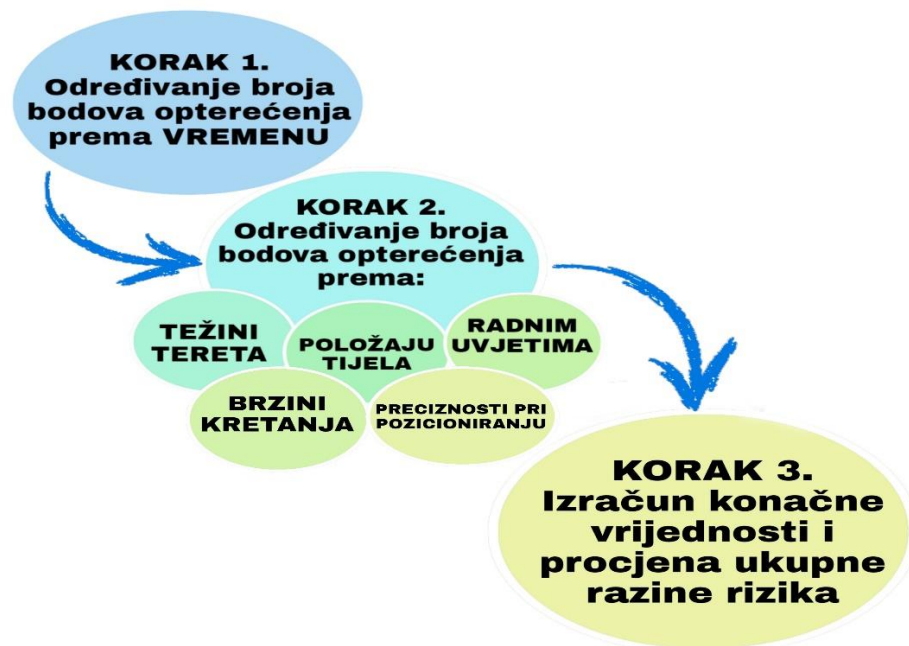 KORAK 1.
Određivanje broja
bodova opterećenja
prema VREMENU
KORAK 2.
Određivanje broja
bodova opterećenja
prema:
TEŽINI
TERETA
POLOŽAJU
TIJELA
RADNIM
UVJETIMA
BRZINI
KRETANJA
PRECIZNOSTI PRI
POZICIONIRANJU
KORAK 3.
Izračun konačne
vrijednosti i
procjena ukupne
razine rizika